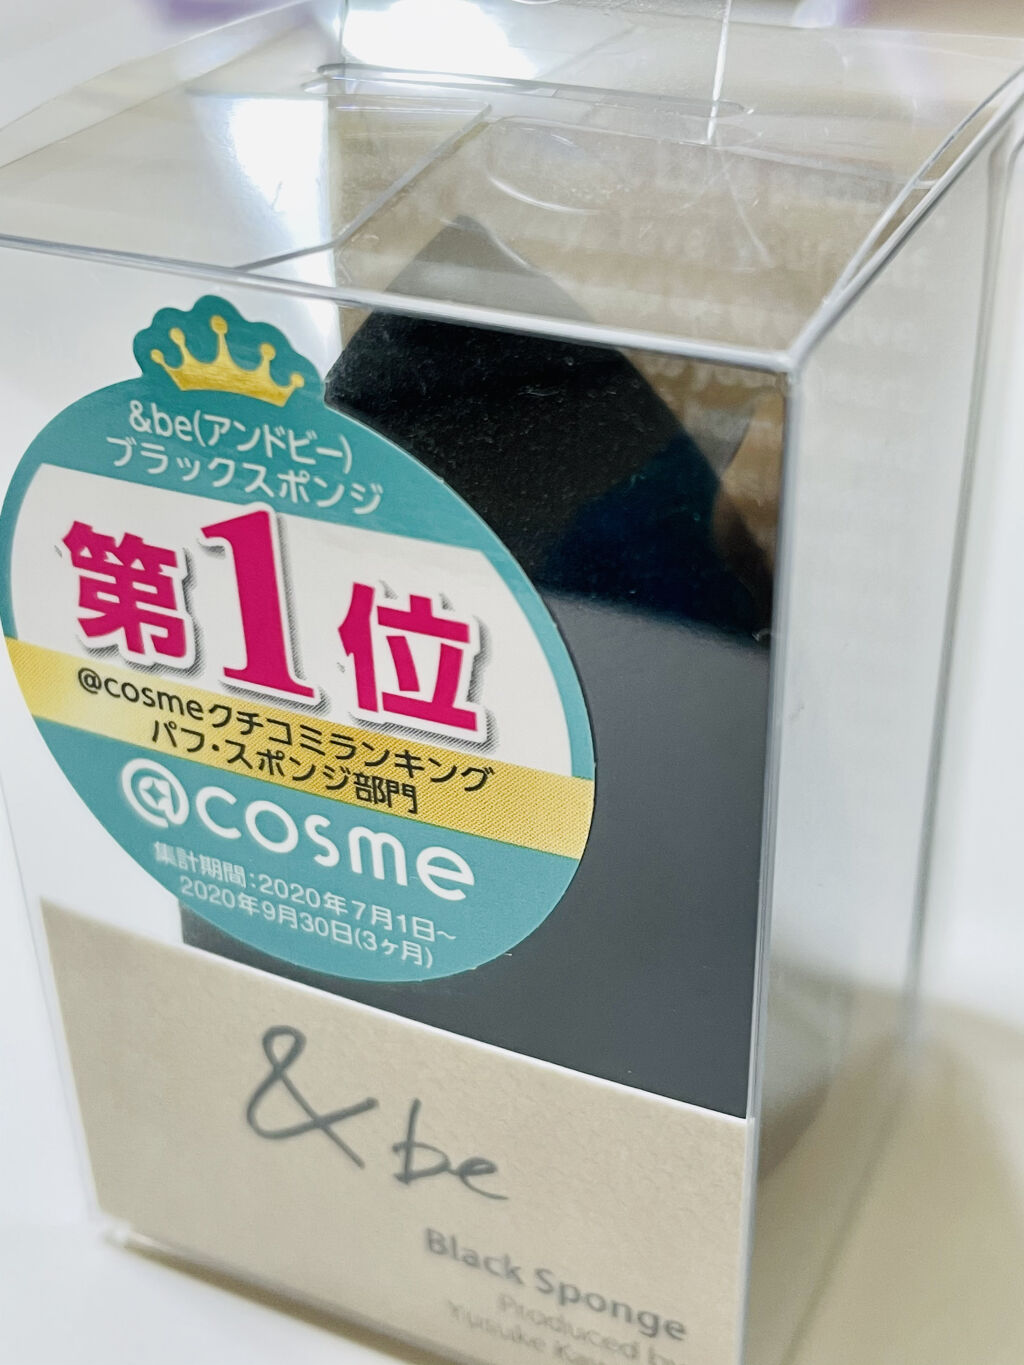 &be(アンドビー)
ブラックスポンジ
第1位
@cosmeクチコミランキング
パフ・スポンジ部門
@cosme
集計期間:2020年7月1日~
2020年9月30日(3ヶ月)
&be
Black Sponge
Produced by
Yusuke